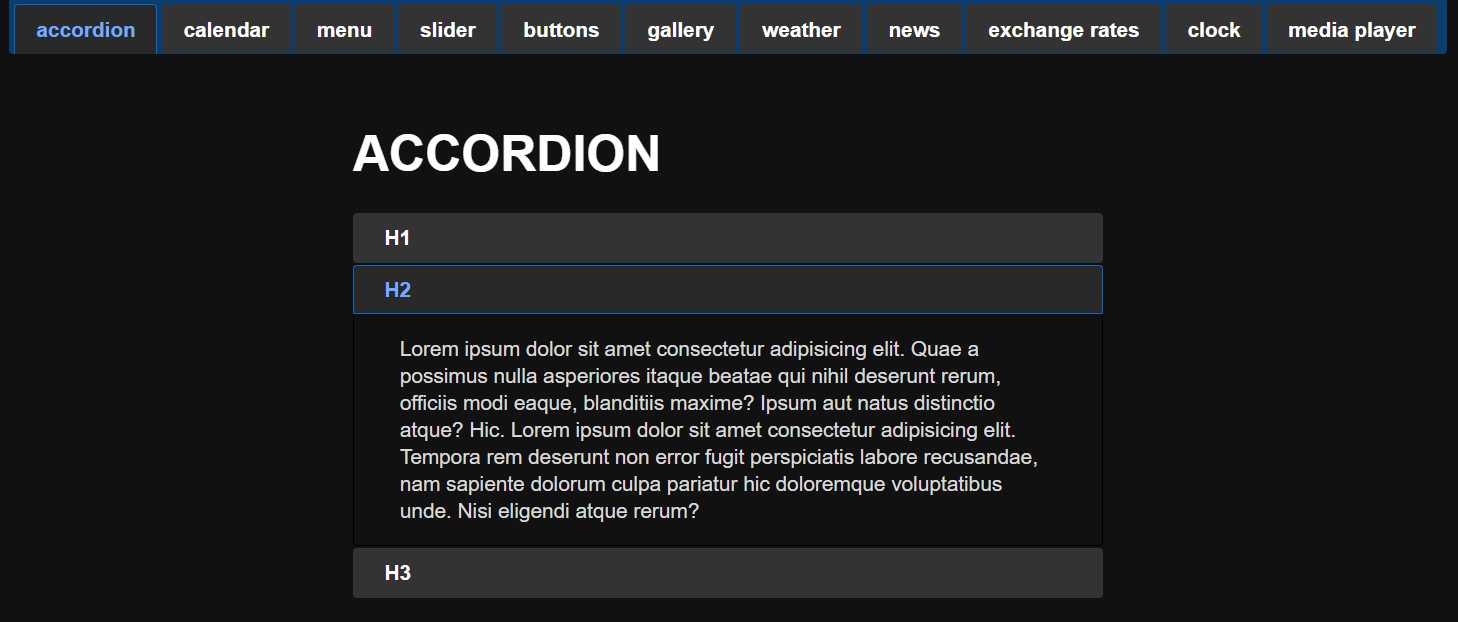 accordion calendar menu slider buttons gallery weather news exchange rates clock media player
ACCORDION
H1
H2
Lorem ipsum dolor sit amet consectetur adipisicing elit. Quae a
possimus nulla asperiores itaque beatae qui nihil deserunt rerum,
officiis modi eaque, blanditiis maxime? Ipsum aut natus distinctio
atque? Hic. Lorem ipsum dolor sit amet consectetur adipisicing elit.
Tempora rem deserunt non error fugit perspiciatis labore recusandae,
nam sapiente dolorum culpa pariatur hic doloremque voluptatibus
unde. Nisi eligendi atque rerum?
H3